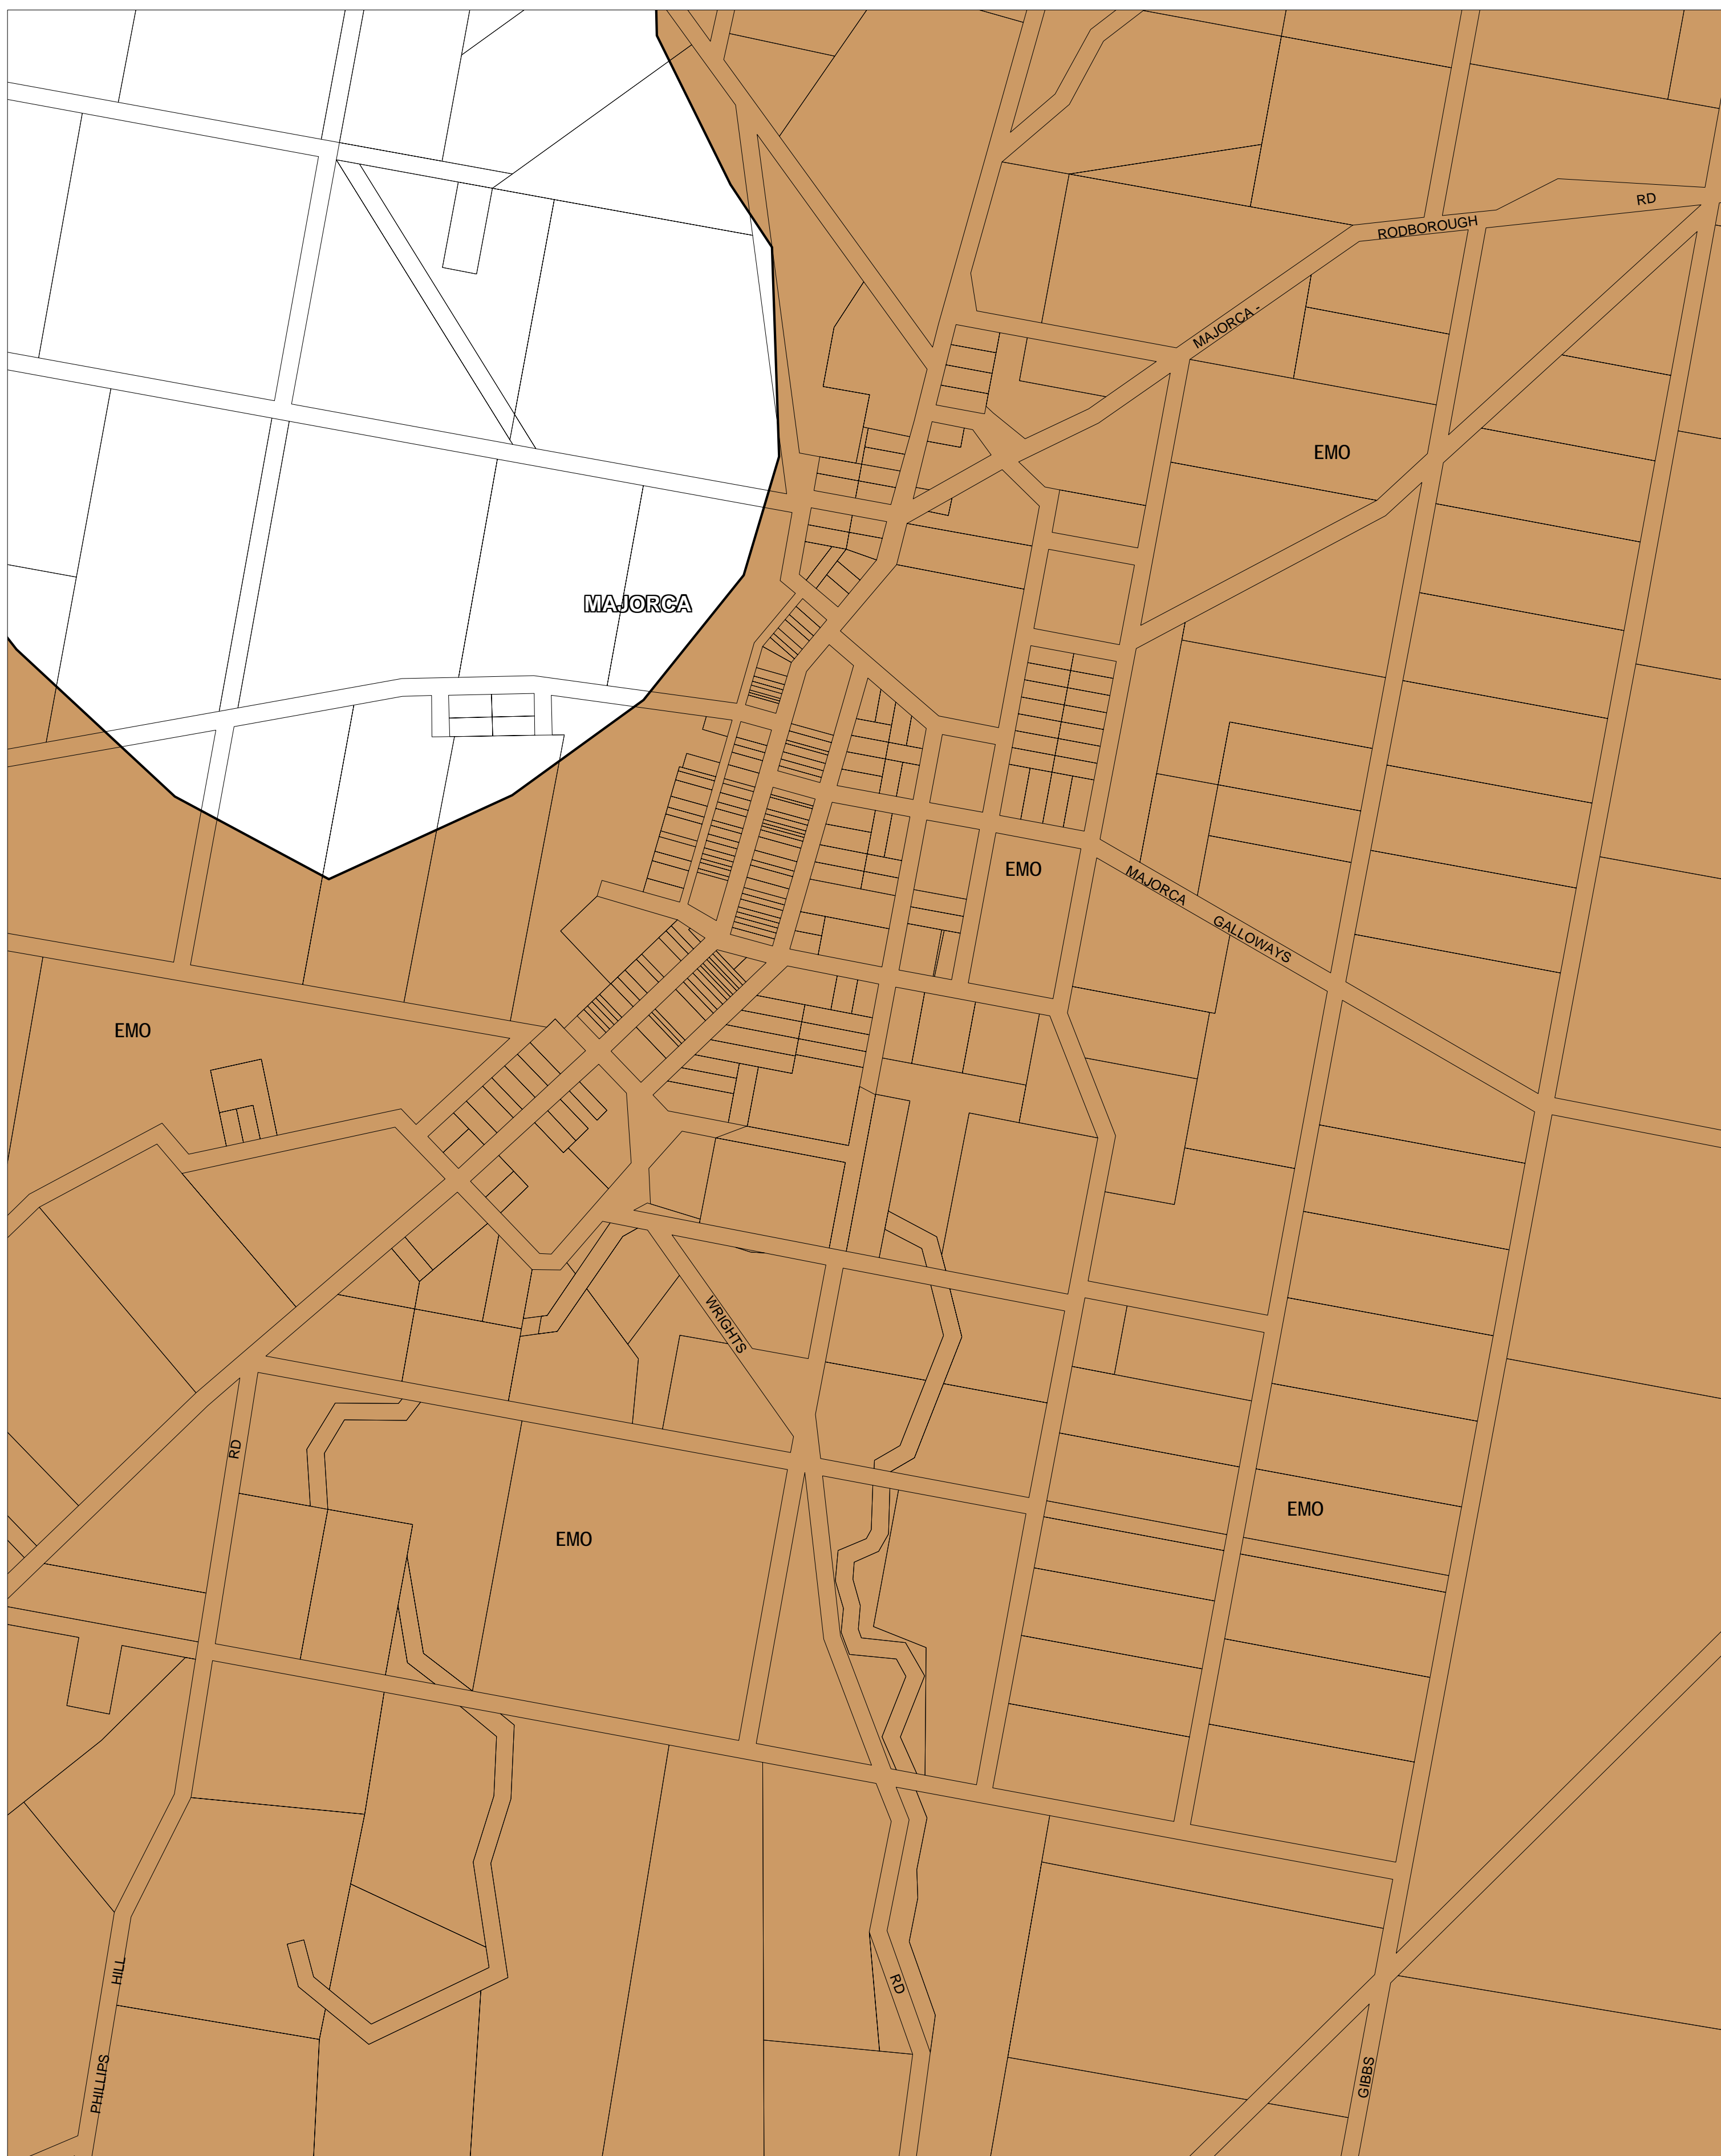 RODBOROUGH RD
MAJORCA -
EMO
MAJORCA
EMO
MAJORCA GALLOWAYS
EMO
WRIGHTS
RD
EMO
EMO
HILL
RD
PHILLIPS
GIBBS